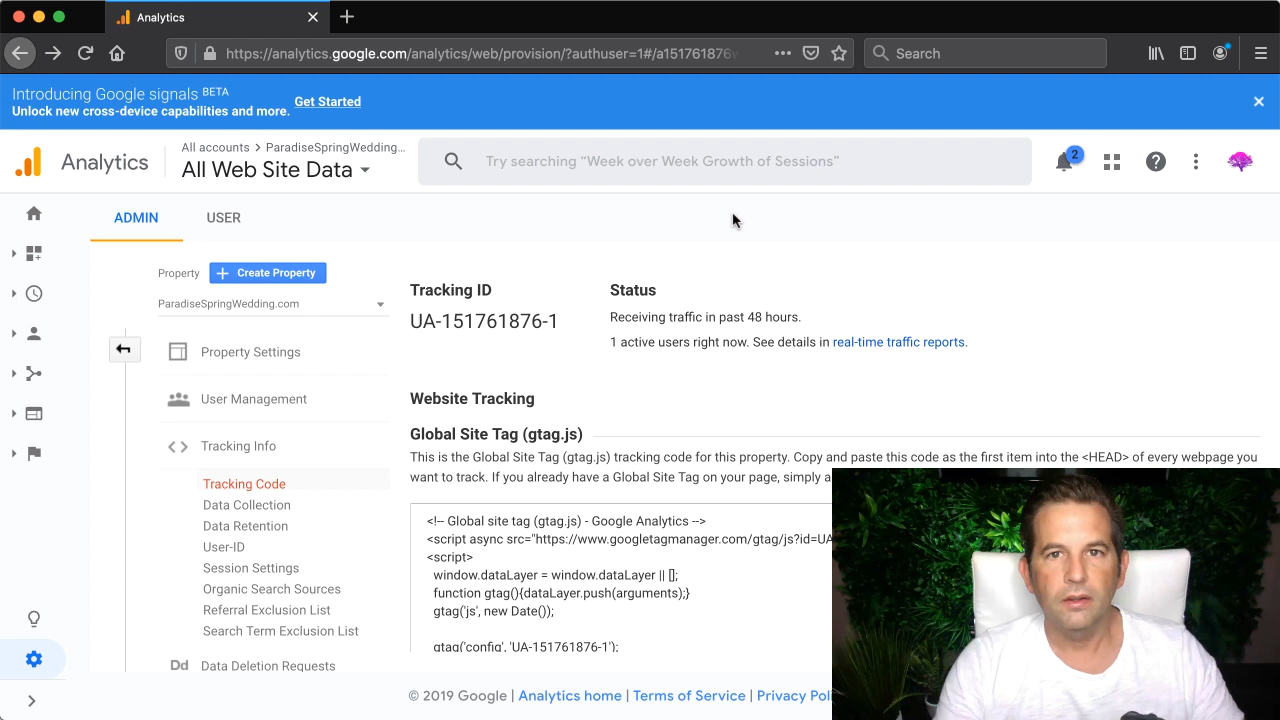 Analytics
https://analytics.google.com/analytics/web/provision/?authuser=1#/a151761876
Search
Introducing Google signals BETA
Unlock new cross-device capabilities and more.
Get Started
Analytics
All accounts > ParadiseSpringWedding...
All Web Site Data
Try searching “Week over Week Growth of Sessions”
2
ADMIN
USER
Property
+ Create Property
ParadiseSpringWedding.com
Property Settings
User Management
Tracking Info
Tracking Code
Data Collection
Data Retention
User-ID
Session Settings
Organic Search Sources
Referral Exclusion List
Search Term Exclusion List
Dd Data Deletion Requests
Tracking ID
UA-151761876-1
Status
Receiving traffic in past 48 hours.
1 active users right now. See details in real-time traffic reports.
Website Tracking
Global Site Tag (gtag.js)
This is the Global Site Tag (gtag.js) tracking code for this property. Copy and paste this code as the first item into the <HEAD> of every webpage you
want to track. If you already have a Global Site Tag on your page, simply a
<!-- Global site tag (gtag.js) - Google Analytics -->
<script async src="https://www.googletagmanager.com/gtag/js?id=UA
<script>
window.dataLayer = window.dataLayer || [];
function gtag(){dataLayer.push(arguments);}
gtag('js', new Date());
gtag('config', 'UA-151761876-1');
© 2019 Google | Analytics home | Terms of Service | Privacy Pol